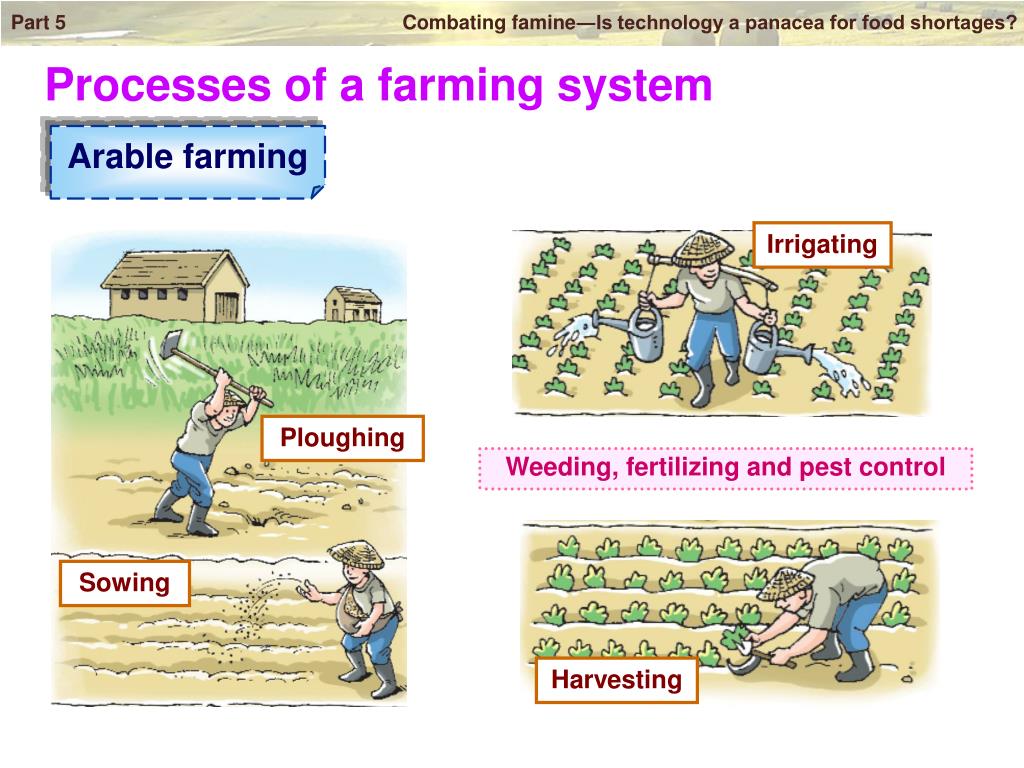 Part 5
Combating famine—Is technology a panacea for food shortages?
Processes of a farming system
Arable farming
Ploughing
Sowing
Irrigating
Weeding, fertilizing and pest control
Harvesting